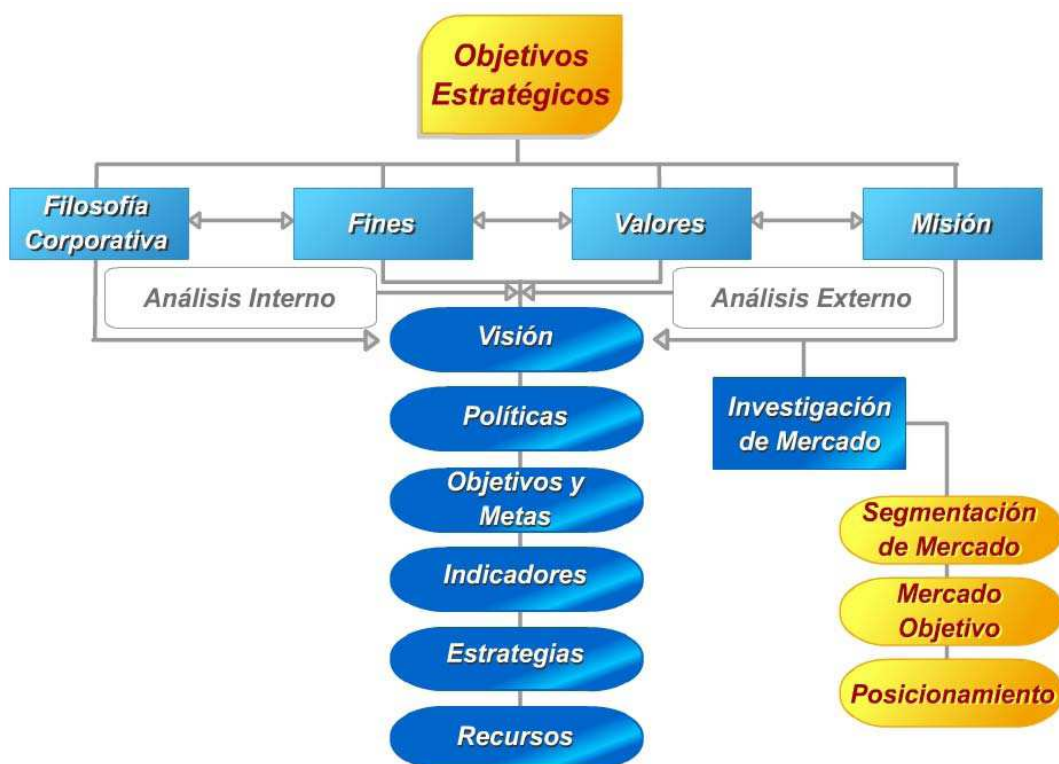 Objetivos
Estratégicos
Filosofía
Corporativa
Fines
Valores
Misión
Análisis Interno
Análisis Externo
Visión
Políticas
Investigación
de Mercado
Objetivos y
Metas
Segmentación
de Mercado
Indicadores
Mercado
Objetivo
Estrategias
Posicionamiento
Recursos